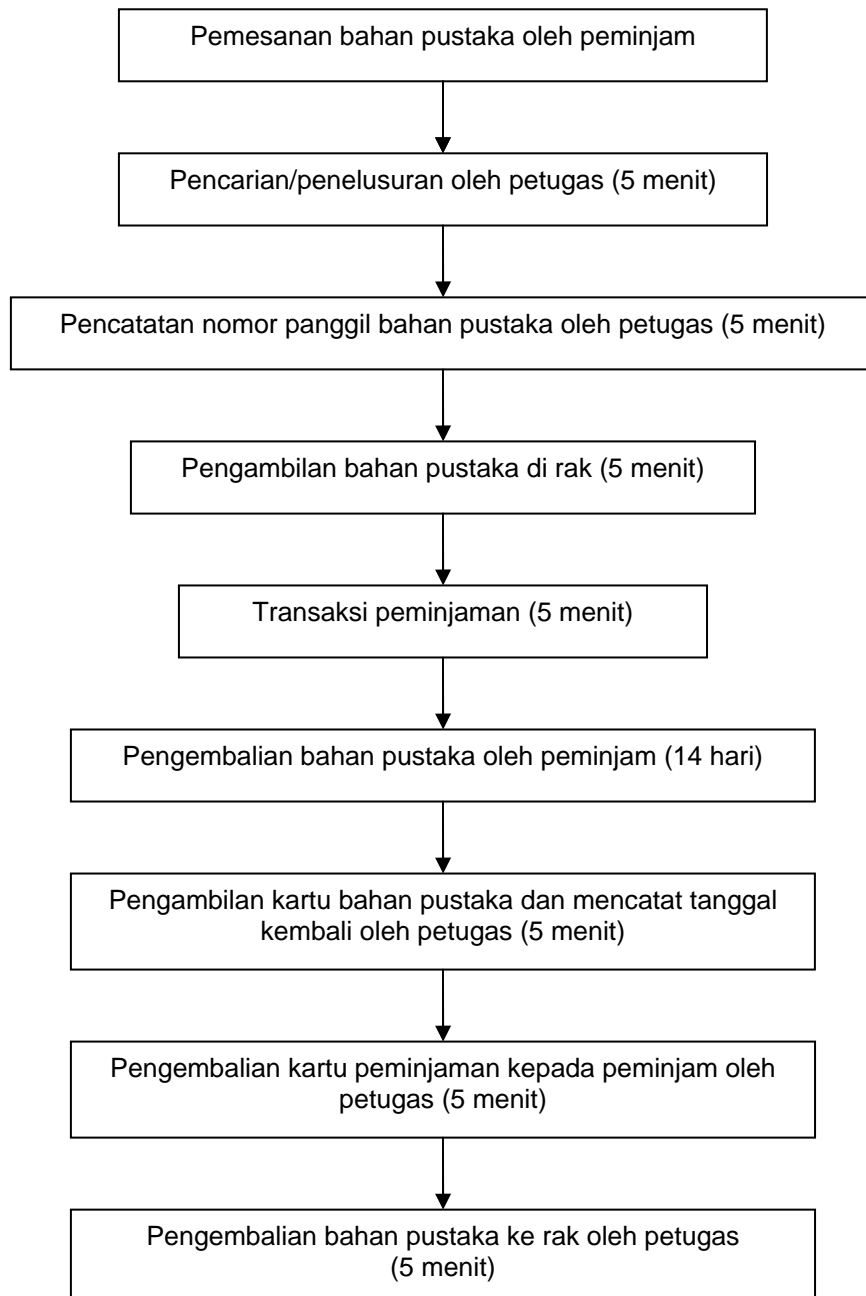 Pemesanan bahan pustaka oleh peminjam
Pencarian/penelusuran oleh petugas (5 menit)
Pencatatan nomor panggil bahan pustaka oleh petugas (5 menit)
Pengambilan bahan pustaka di rak (5 menit)
Transaksi peminjaman (5 menit)
Pengembalian bahan pustaka oleh peminjam (14 hari)
Pengambilan kartu bahan pustaka dan mencatat tanggal
kembali oleh petugas (5 menit)
Pengembalian kartu peminjaman kepada peminjam oleh
petugas (5 menit)
Pengembalian bahan pustaka ke rak oleh petugas
(5 menit)